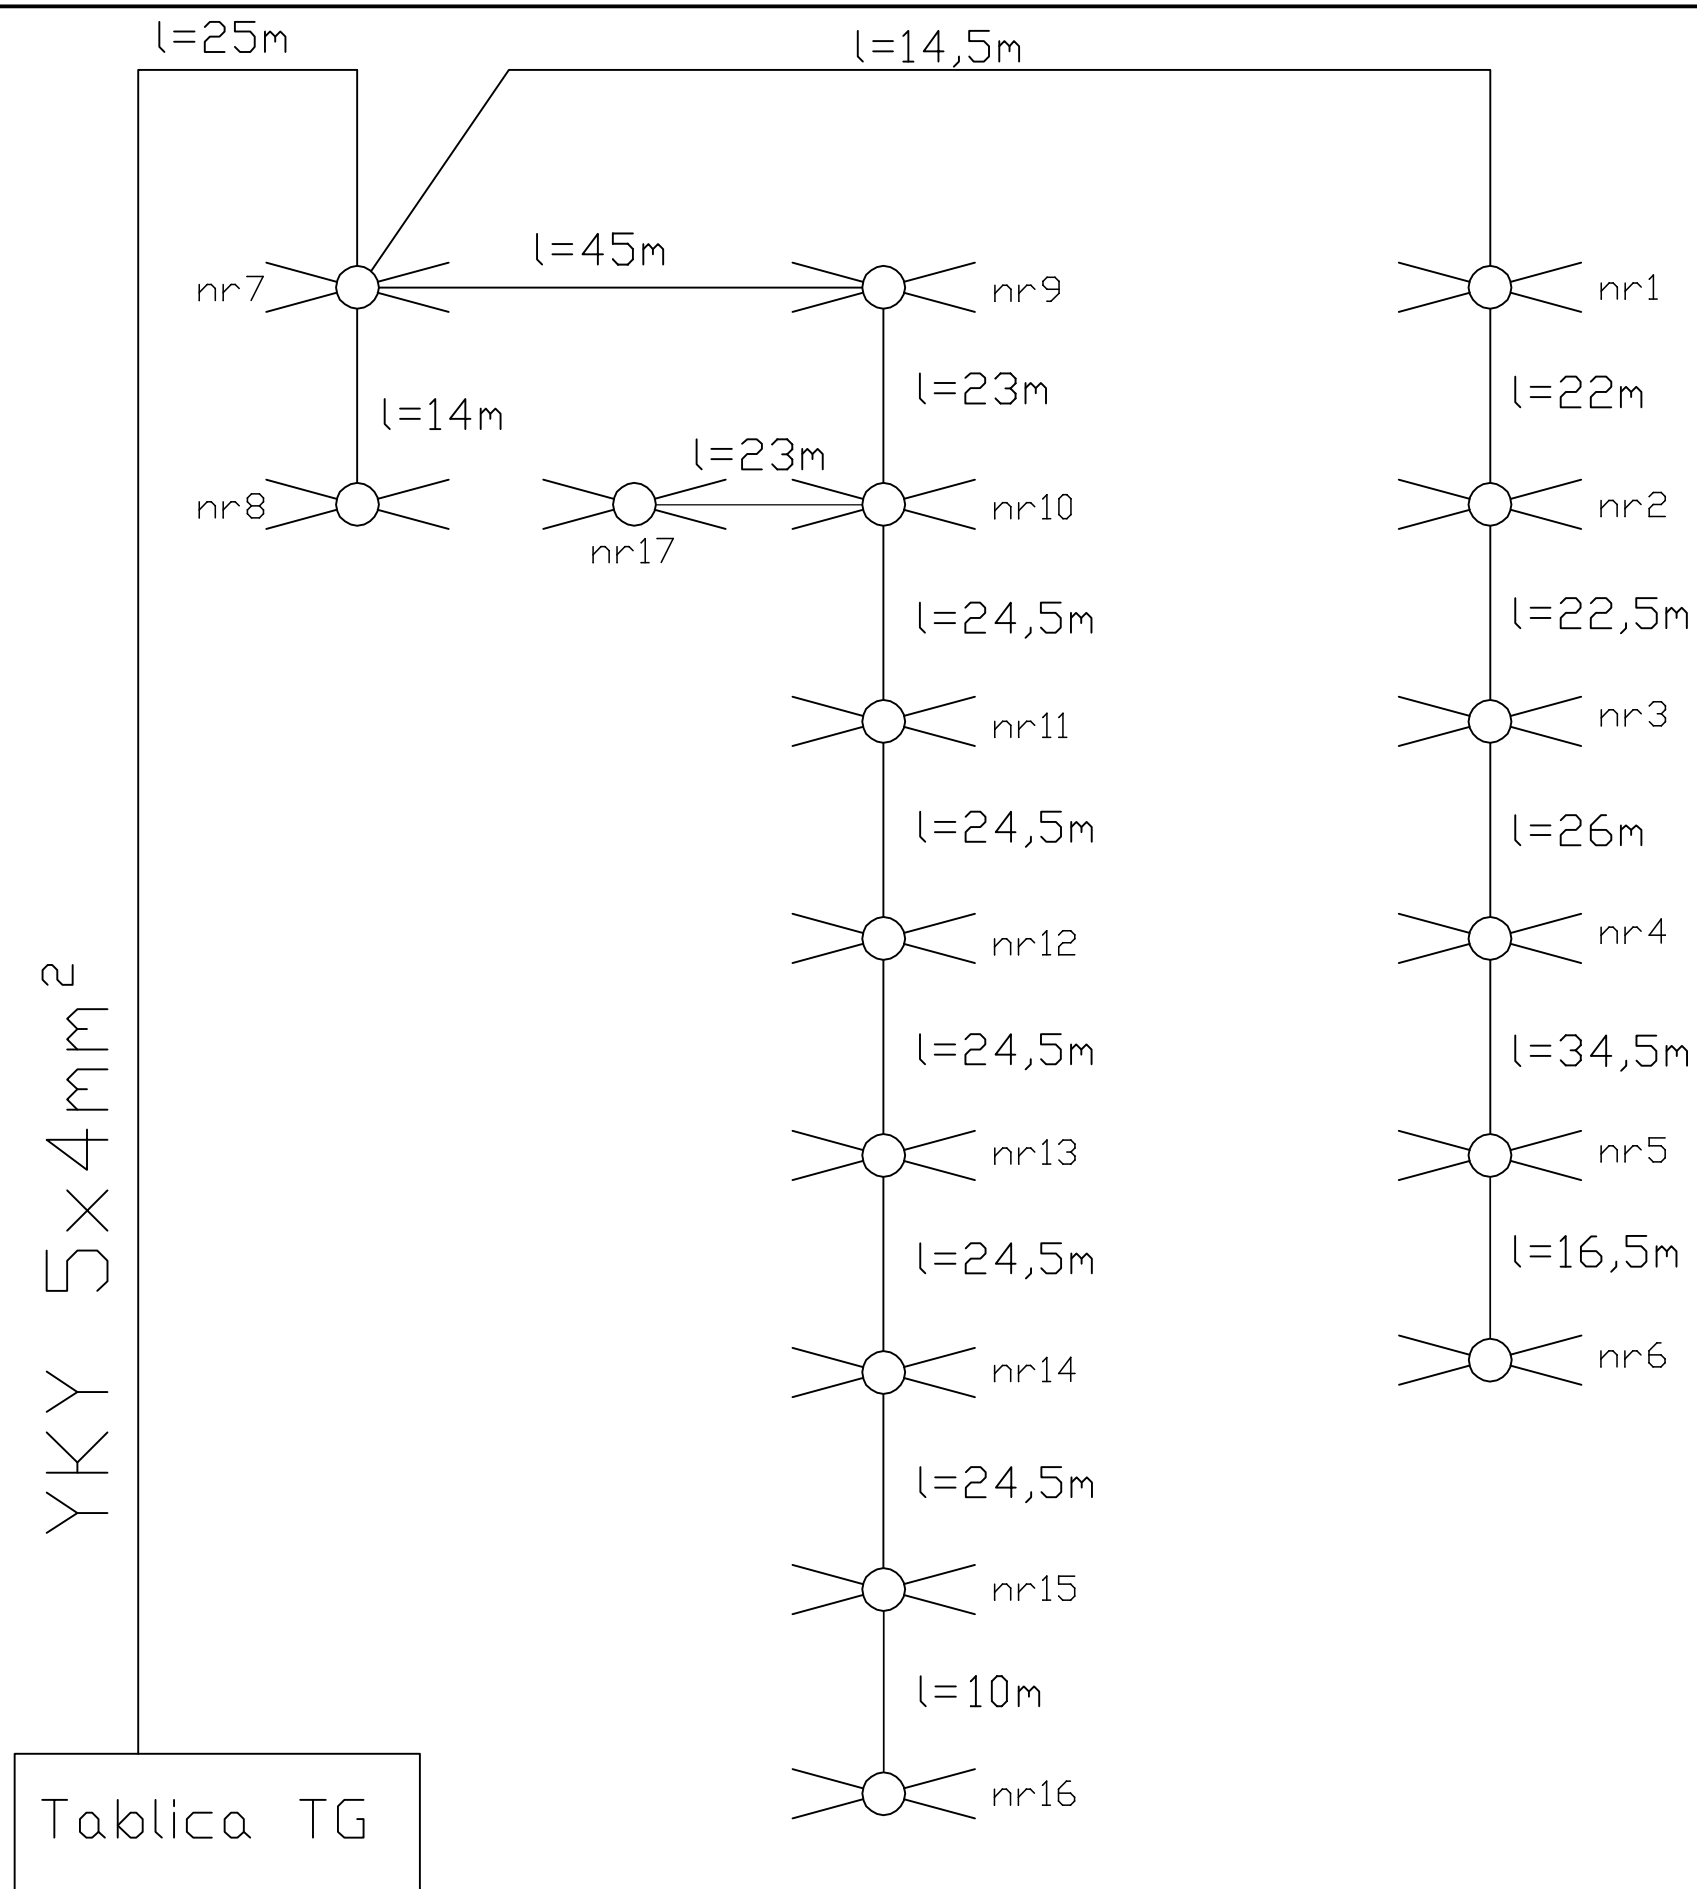 l=25m
l=14,5m
l=45m
nr7
nr9
nr1
l=23m
l=22m
l=14m
l=23m
nr8
nr10
nr2
nr17
l=24,5m
l=22,5m
nr11
nr3
l=24,5m
l=26m
nr12
nr4
YKY 5x4mm²
l=24,5m
l=34,5m
nr13
nr5
l=24,5m
l=16,5m
nr14
nr6
l=24,5m
nr15
l=10m
nr16
Tablica TG